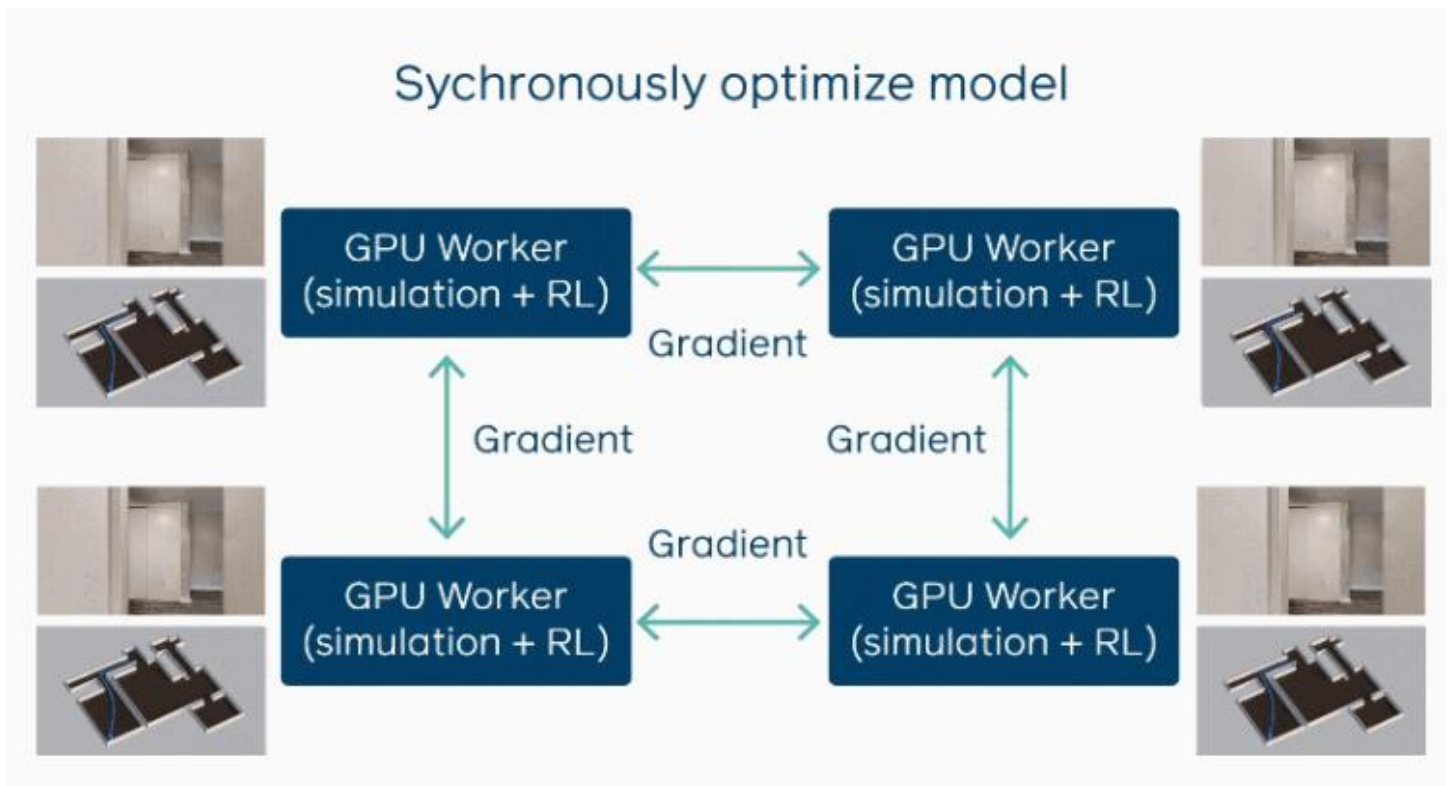 Sychronously optimize model
GPU Worker
(simulation + RL)
GPU Worker
(simulation + RL)
Gradient
Gradient
Gradient
Gradient
GPU Worker
(simulation + RL)
GPU Worker
(simulation + RL)